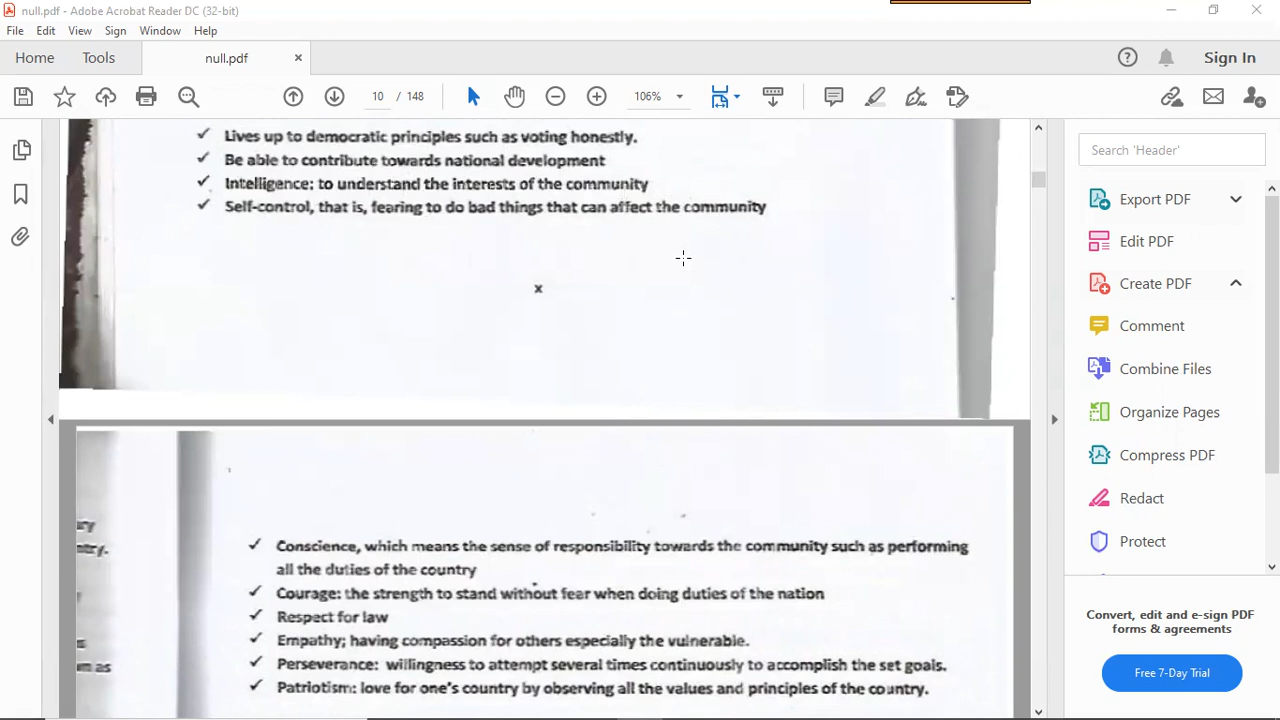 null.pdf - Adobe Acrobat Reader DC (32-bit)
File Edit View Sign Window Help
Home Tools null.pdf × Sign In
10 / 148 106%
✓ Lives up to democratic principles such as voting honestly.
✓ Be able to contribute towards national development
✓ Intelligence: to understand the interests of the community
✓ Self-control, that is, fearing to do bad things that can affect the community
x
ntry.
m as
✓ Conscience, which means the sense of responsibility towards the community such as performing
all the duties of the country
✓ Courage: the strength to stand without fear when doing duties of the nation
✓ Respect for law
✓ Empathy; having compassion for others especially the vulnerable.
✓ Perseverance: willingness to attempt several times continuously to accomplish the set goals.
✓ Patriotism: love for one's country by observing all the values and principles of the country.
Search 'Header'
Export PDF
Edit PDF
Create PDF
Comment
Combine Files
Organize Pages
Compress PDF
Redact
Protect
Convert, edit and e-sign PDF
forms & agreements
Free 7-Day Trial